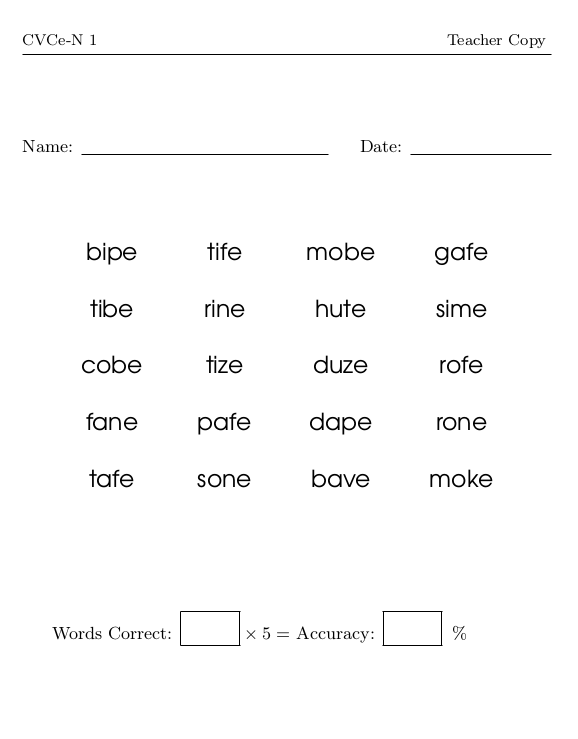 CVCe-N 1 Teacher Copy
Name: Date:
bipe tife mobe gafe
tibe rine hute sime
cobe tize duze rofe
fane pafe dape rone
tafe sone bave moke
Words Correct: × 5 = Accuracy: %